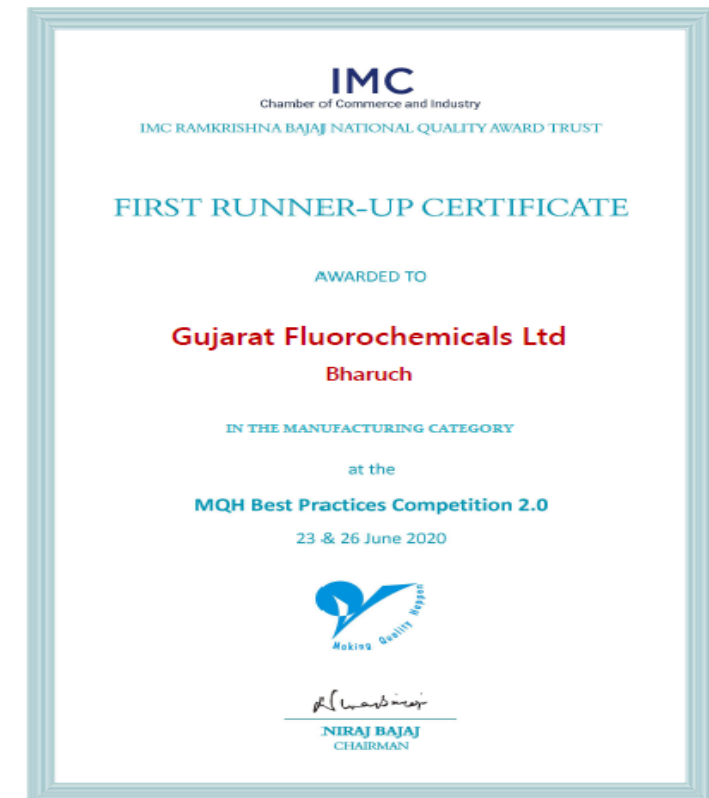 IMC
Chamber of Commerce and Industry
IMC RAMKRISHNA BAJAJ NATIONAL QUALITY AWARD TRUST
FIRST RUNNER-UP CERTIFICATE
AWARDED TO
Gujarat Fluorochemicals Ltd
Bharuch
IN THE MANUFACTURING CATEGORY
at the
MQH Best Practices Competition 2.0
23 & 26 June 2020
Making Quality Happen
NIRAJ BAJAJ
CHAIRMAN